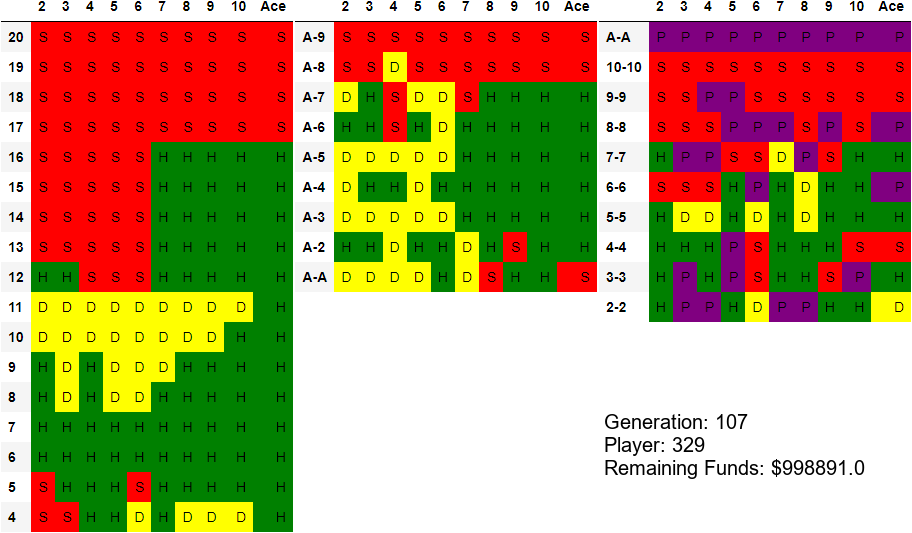 2 3 4 5 6 7 8 9 10 Ace
20 S S S S S S S S S S
19 S S S S S S S S S S
18 S S S S S S S S S S
17 S S S S S S S S S S
16 S S S S S H H H H H
15 S S S S S H H H H H
14 S S S S S H H H H H
13 S S S S S H H H H H
12 H H S S S H H H H H
11 D D D D D D D D D H
10 D D D D D D D D H H
9 H D H D D D H H H H
8 H D H D D H H H H H
7 H H H H H H H H H H
6 H H H H H H H H H H
5 S H H H S H H H H H
4 S S H H D H D D D H
2 3 4 5 6 7 8 9 10 Ace
A-9 S S S S S S S S S S
A-8 S S D S S S S S S S
A-7 D H S D D S H H H H
A-6 H H S H D H H H H H
A-5 D D D D D H H H H H
A-4 D H H D H H H H H H
A-3 D D D D D H H H H H
A-2 H H D H H D H S H H
A-A D D D D H D S H H S
2 3 4 5 6 7 8 9 10 Ace
A-A P P P P P P P P P P
10-10 S S S S S S S S S S
9-9 S S P P S S S S S S
8-8 S S S P P P S P S P
7-7 H P P S S D P S H H
6-6 S S S H P H D H H P
5-5 H D D H D H D H H H
4-4 H H H P S H H H S S
3-3 H P H P S H H S P H
2-2 H P P H D P P H H D
Generation: 107
Player: 329
Remaining Funds: $998891.0